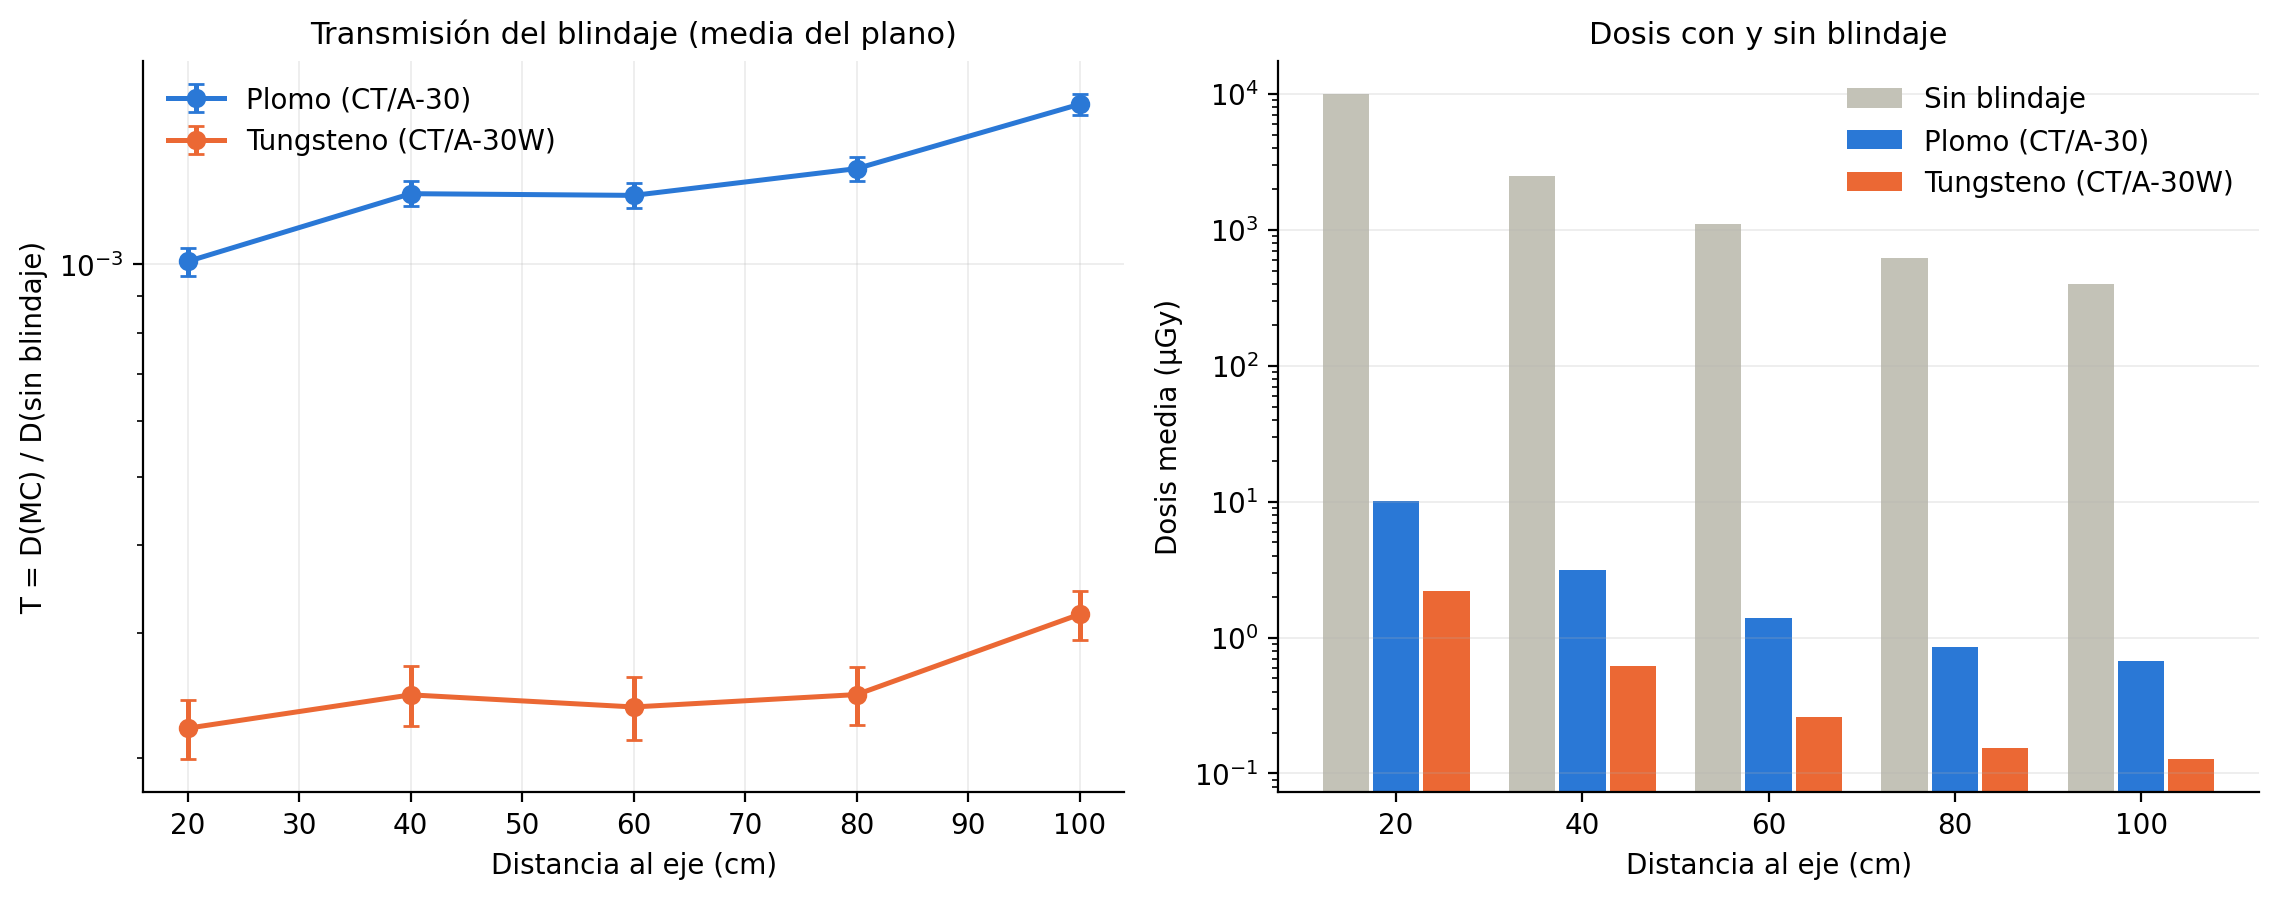 Transmisión del blindaje (media del plano)
Plomo (CT/A-30)
Tungsteno (CT/A-30W)
T = D(MC) / D(sin blindaje)
10⁻³
20 30 40 50 60 70 80 90 100
Distancia al eje (cm)
Dosis con y sin blindaje
Sin blindaje
Plomo (CT/A-30)
Tungsteno (CT/A-30W)
Dosis media (μGy)
10⁴
10³
10²
10¹
10⁰
10⁻¹
20 40 60 80 100
Distancia al eje (cm)